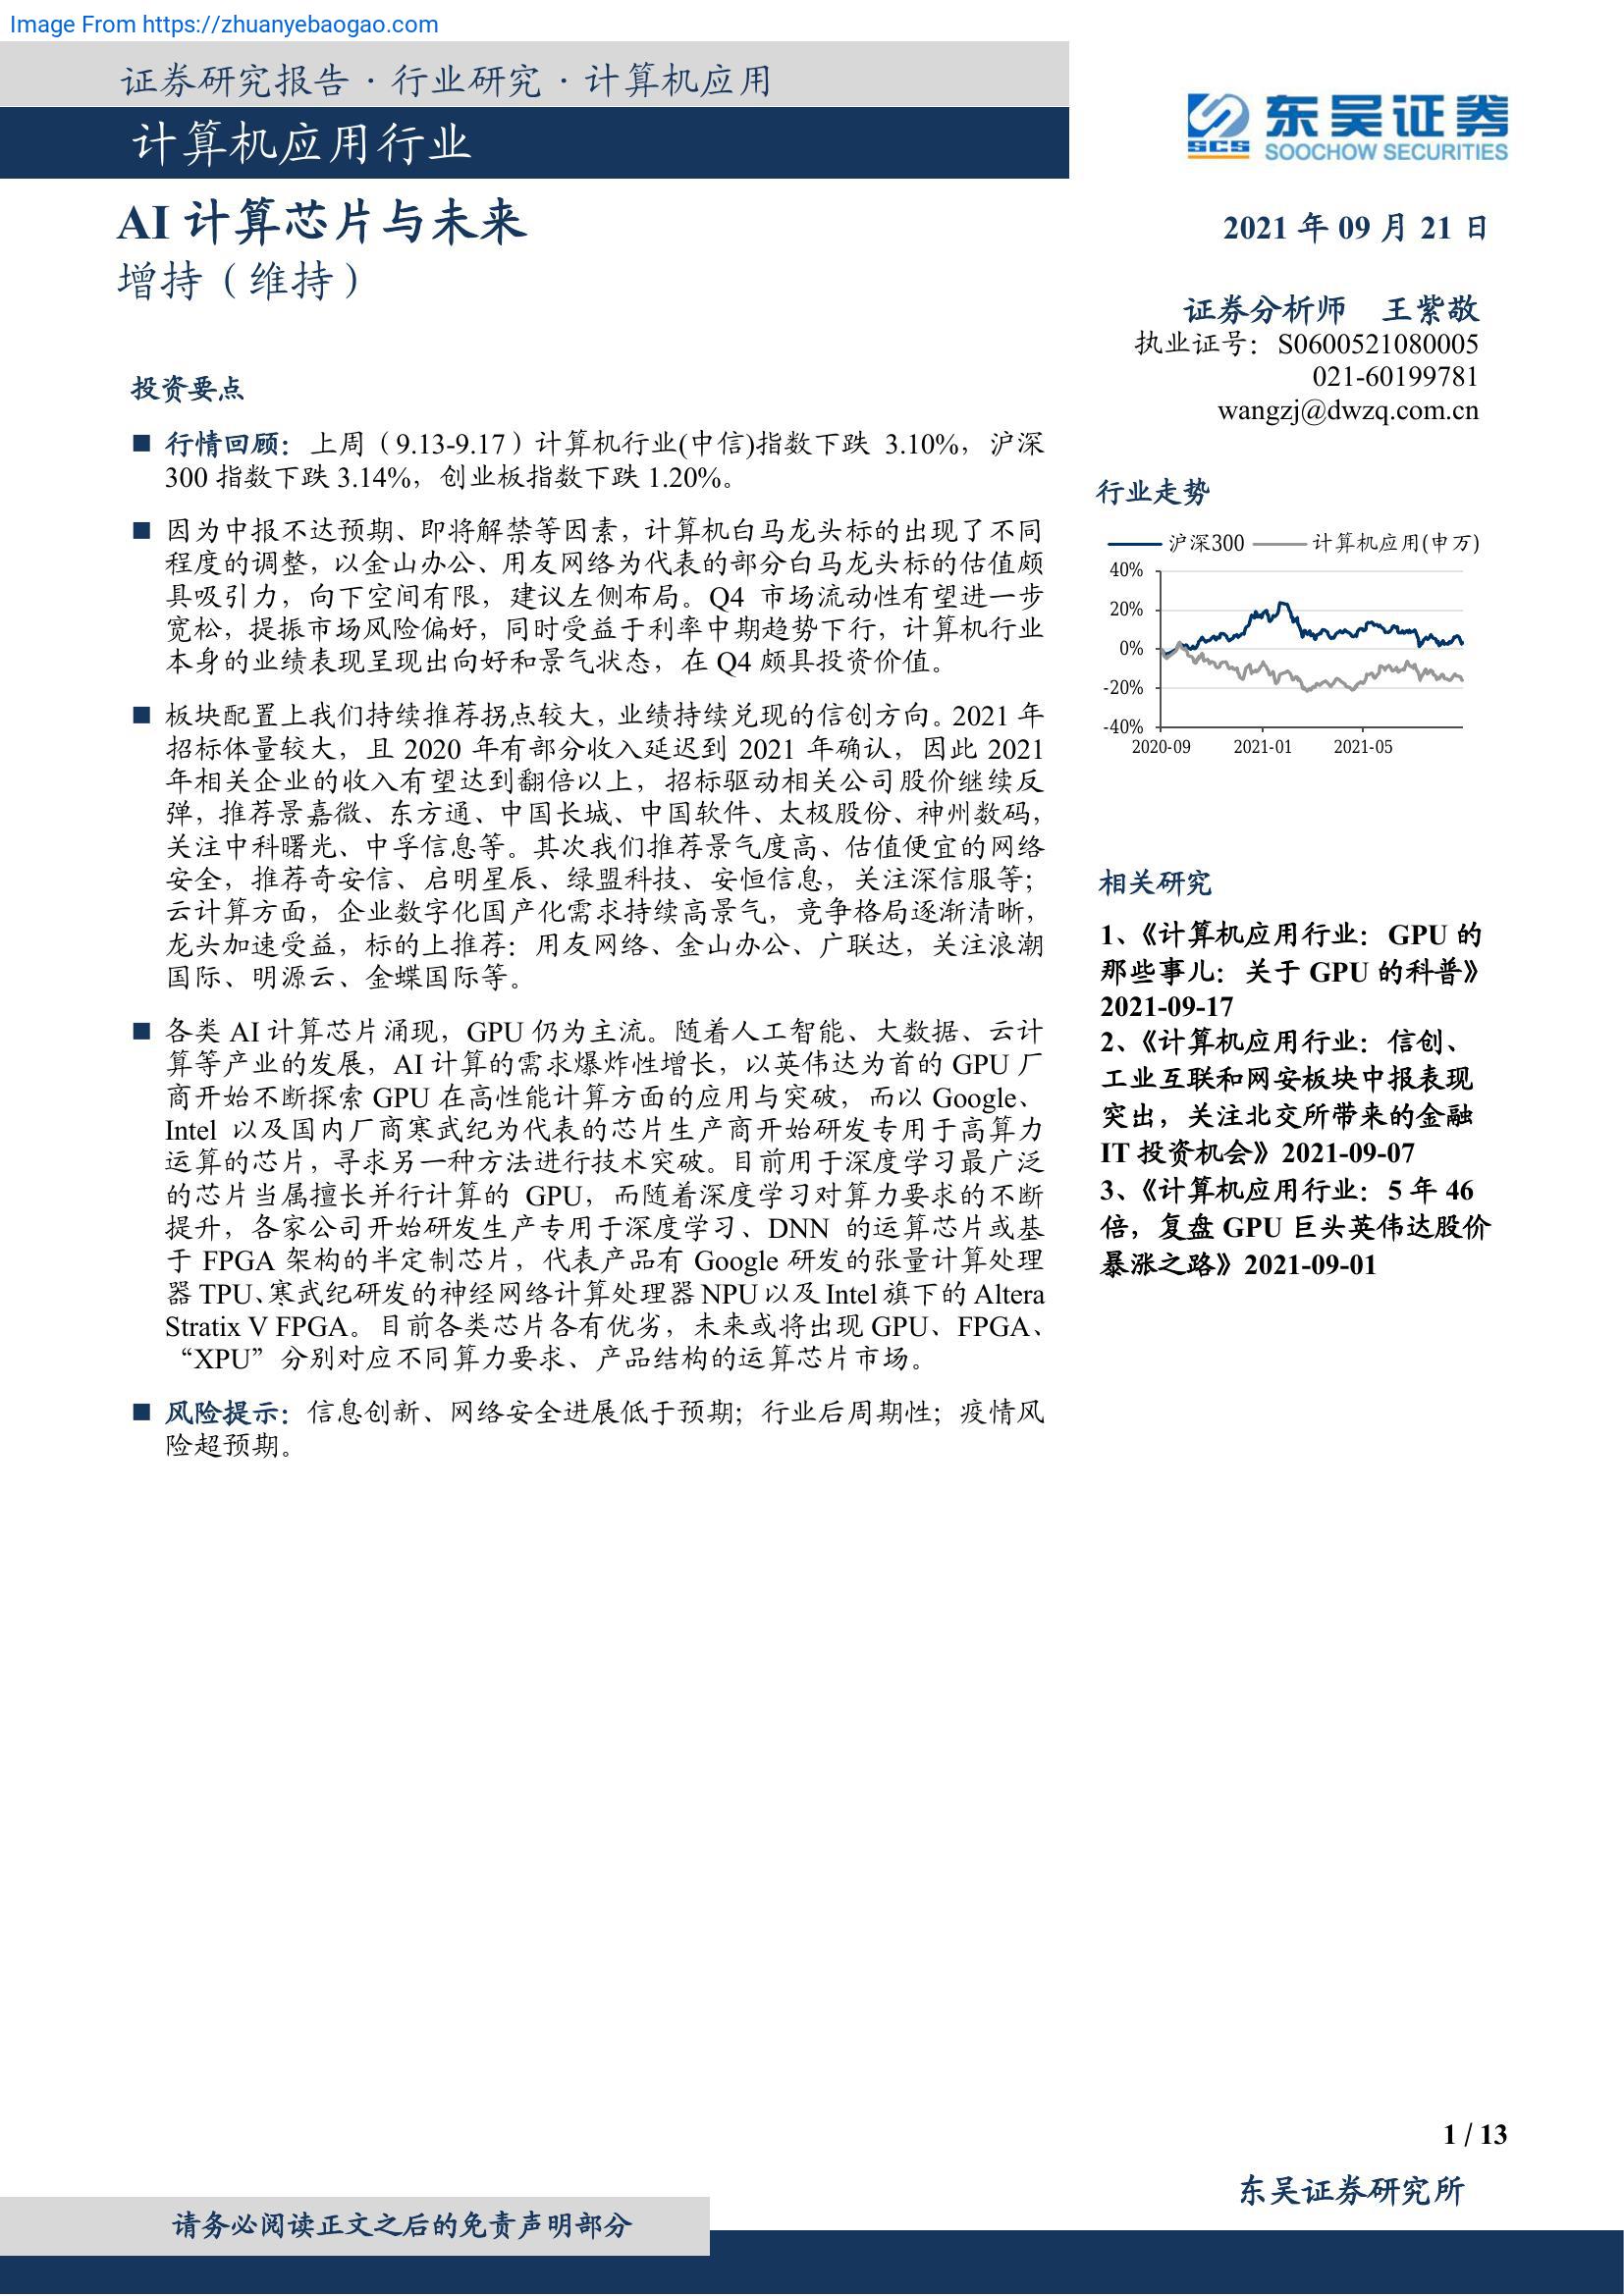 Image From https://zhuanyebaogao.com
证券研究报告 · 行业研究 · 计算机应用
计算机应用行业
东吴证券
SCS
SOOCHOW SECURITIES
AI 计算芯片与未来
增持（维持）
2021 年 09 月 21 日
证券分析师 王紫敬
执业证号：S0600521080005
021-60199781
wangzj@dwzq.com.cn
投资要点
■ 行情回顾：上周（9.13-9.17）计算机行业(中信)指数下跌 3.10%，沪深
300 指数下跌 3.14%，创业板指数下跌 1.20%。
■ 因为中报不达预期、即将解禁等因素，计算机白马龙头标的出现了不同
程度的调整，以金山办公、用友网络为代表的部分白马龙头标的估值颇
具吸引力，向下空间有限，建议左侧布局。Q4 市场流动性有望进一步
宽松，提振市场风险偏好，同时受益于利率中期趋势下行，计算机行业
本身的业绩表现呈现出向好和景气状态，在 Q4 颇具投资价值。
■ 板块配置上我们持续推荐拐点较大，业绩持续兑现的信创方向。2021 年
招标体量较大，且 2020 年有部分收入延迟到 2021 年确认，因此 2021
年相关企业的收入有望达到翻倍以上，招标驱动相关公司股价继续反
弹，推荐景嘉微、东方通、中国长城、中国软件、太极股份、神州数码，
关注中科曙光、中孚信息等。其次我们推荐景气度高、估值便宜的网络
安全，推荐奇安信、启明星辰、绿盟科技、安恒信息，关注深信服等；
云计算方面，企业数字化国产化需求持续高景气，竞争格局逐渐清晰，
龙头加速受益，标的上推荐：用友网络、金山办公、广联达，关注浪潮
国际、明源云、金蝶国际等。
■ 各类 AI 计算芯片涌现，GPU 仍为主流。随着人工智能、大数据、云计
算等产业的发展，AI 计算的需求爆炸性增长，以英伟达为首的 GPU 厂
商开始不断探索 GPU 在高性能计算方面的应用与突破，而以 Google、
Intel 以及国内厂商寒武纪为代表的芯片生产商开始研发专用于高算力
运算的芯片，寻求另一种方法进行技术突破。目前用于深度学习最广泛
的芯片当属擅长并行计算的 GPU，而随着深度学习对算力要求的不断
提升，各家公司开始研发生产专用于深度学习、DNN 的运算芯片或基
于 FPGA 架构的半定制芯片，代表产品有 Google 研发的张量计算处理
器 TPU、寒武纪研发的神经网络计算处理器 NPU 以及 Intel 旗下的 Altera
Stratix V FPGA。目前各类芯片各有优劣，未来或将出现 GPU、FPGA、
“XPU”分别对应不同算力要求、产品结构的运算芯片市场。
■ 风险提示：信息创新、网络安全进展低于预期；行业后周期性；疫情风
险超预期。
行业走势
沪深300 计算机应用(申万)
40%
20%
0%
-20%
-40%
2020-09 2021-01 2021-05
相关研究
1、《计算机应用行业：GPU 的
那些事儿：关于 GPU 的科普》
2021-09-17
2、《计算机应用行业：信创、
工业互联和网安板块中报表现
突出，关注北交所带来的金融
IT 投资机会》2021-09-07
3、《计算机应用行业：5 年 46
倍，复盘 GPU 巨头英伟达股价
暴涨之路》2021-09-01
1 / 13
东吴证券研究所
请务必阅读正文之后的免责声明部分